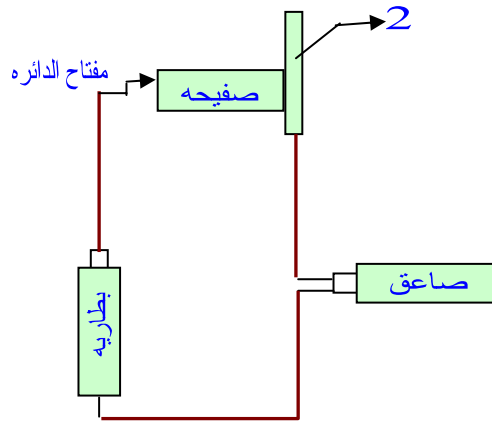 2
مفتاح الدائره
صفيحه
صاعق
بطاريه